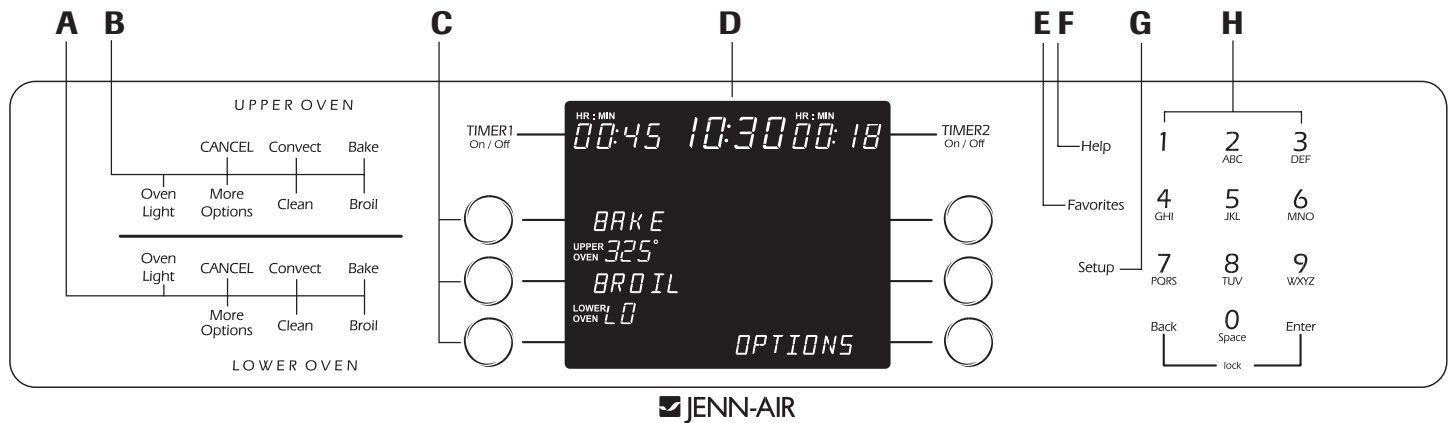 A B C D E F G H
UPPER OVEN
CANCEL Convect Bake
Oven Light More Options Clean Broil
Oven Light CANCEL Convect Bake
More Options Clean Broil
LOWER OVEN
TIMER1
On / Off
HR : MIN HR : MIN
00:45 10:30 00:18
BAKE
UPPER OVEN 325°
BROIL
LOWER OVEN LO
OPTIONS
TIMER2
On / Off
Help
Favorites
Setup
1 2 3
ABC DEF
4 5 6
GHI JKL MNO
7 8 9
PQRS TUV WXYZ
Back 0 Enter
Space
lock
JENN-AIR